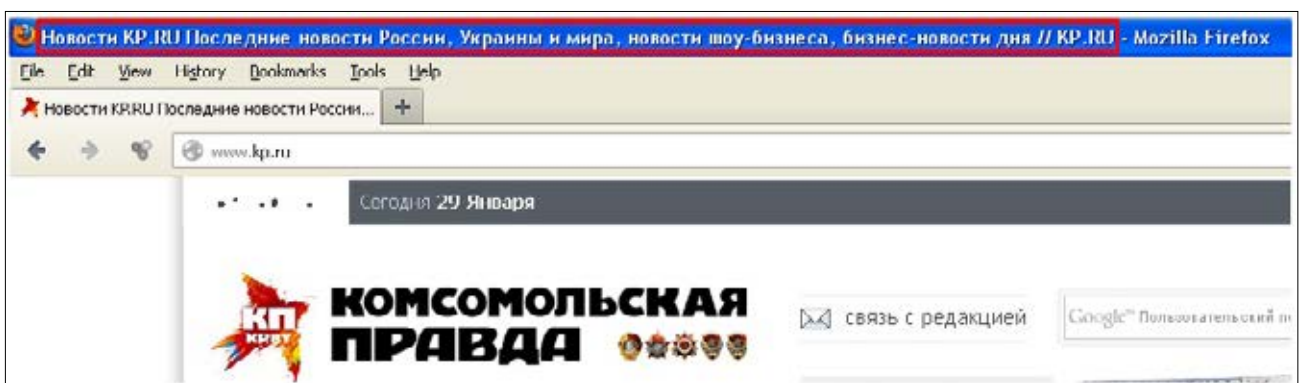 Новости KP.RU Последние новости России, Украины и мира, новости шоу-бизнеса, бизнес-новости дня // KP.RU - Mozilla Firefox
File Edit View History Bookmarks Tools Help
Новости KP.RU Последние новости России... +
www.kp.ru
Сегодня 29 Января
КП
КОМСОМОЛЬСКАЯ
ПРАВДА
связь с редакцией
Google™ Пользовательский